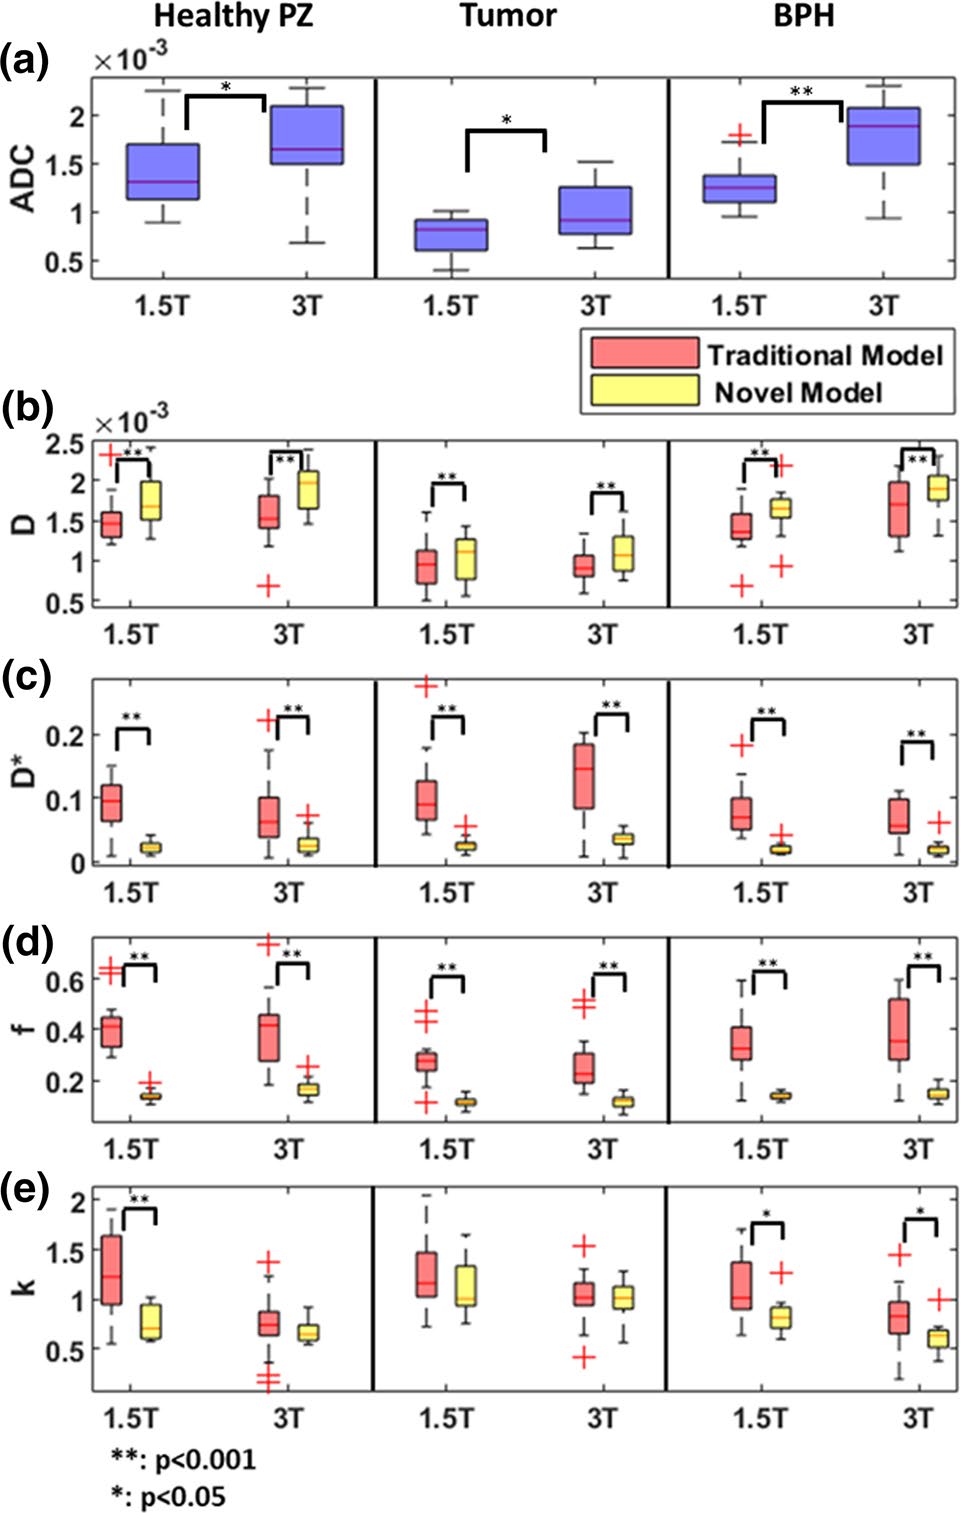 Healthy PZ Tumor BPH
(a)
×10-3
ADC
2
1.5
1
0.5
* * **
1.5T 3T 1.5T 3T 1.5T 3T
Traditional Model
Novel Model
(b)
×10-3
D
2.5
2
1.5
1
0.5
** ** ** ** ** **
1.5T 3T 1.5T 3T 1.5T 3T
(c)
D*
0.2
0.1
0
** ** ** ** ** **
1.5T 3T 1.5T 3T 1.5T 3T
(d)
f
0.6
0.4
0.2
** ** ** ** ** **
1.5T 3T 1.5T 3T 1.5T 3T
(e)
k
2
1.5
1
0.5
** * *
1.5T 3T 1.5T 3T 1.5T 3T
**: p<0.001
*: p<0.05